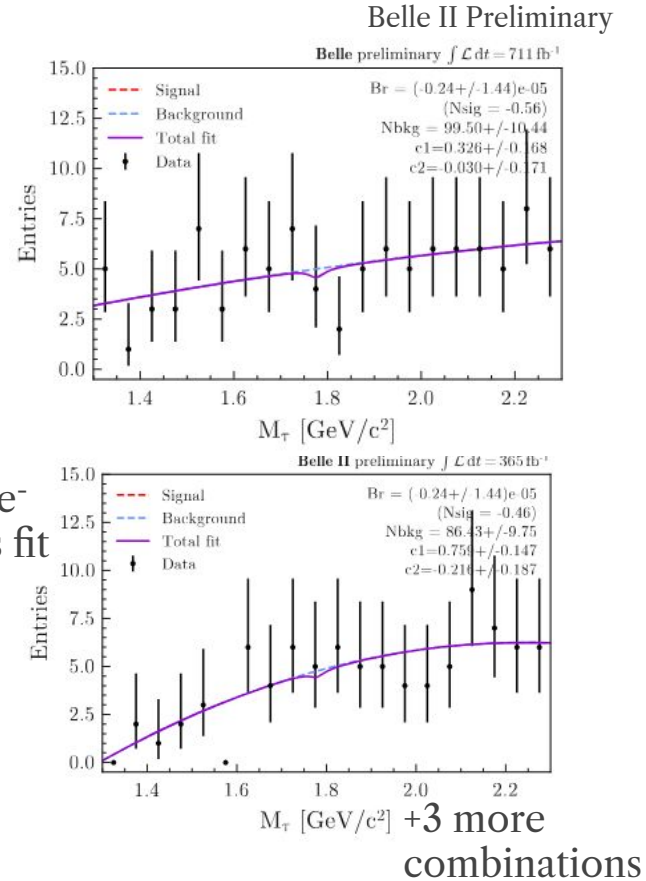 Belle II Preliminary
Belle preliminary ∫ ℒ dt = 711 fb⁻¹
15.0
12.5
10.0
7.5
5.0
2.5
0.0
Entries
Signal
Background
Total fit
Data
Br = (-0.24+/-1.44)e-05
(Nsig = -0.56)
Nbkg = 99.50+/-10.44
c1=0.326+/-0.168
c2=-0.030+/-0.171
1.4 1.6 1.8 2.0 2.2
M_τ [GeV/c²]
Belle II preliminary ∫ ℒ dt = 365 fb⁻¹
e⁻
fit
15.0
12.5
10.0
7.5
5.0
2.5
0.0
Entries
Signal
Background
Total fit
Data
Br = (-0.24+/-1.44)e-05
(Nsig = -0.46)
Nbkg = 86.43+/-9.75
c1=0.759+/-0.147
c2=-0.216+/-0.187
1.4 1.6 1.8 2.0 2.2
M_τ [GeV/c²]
+3 more
combinations